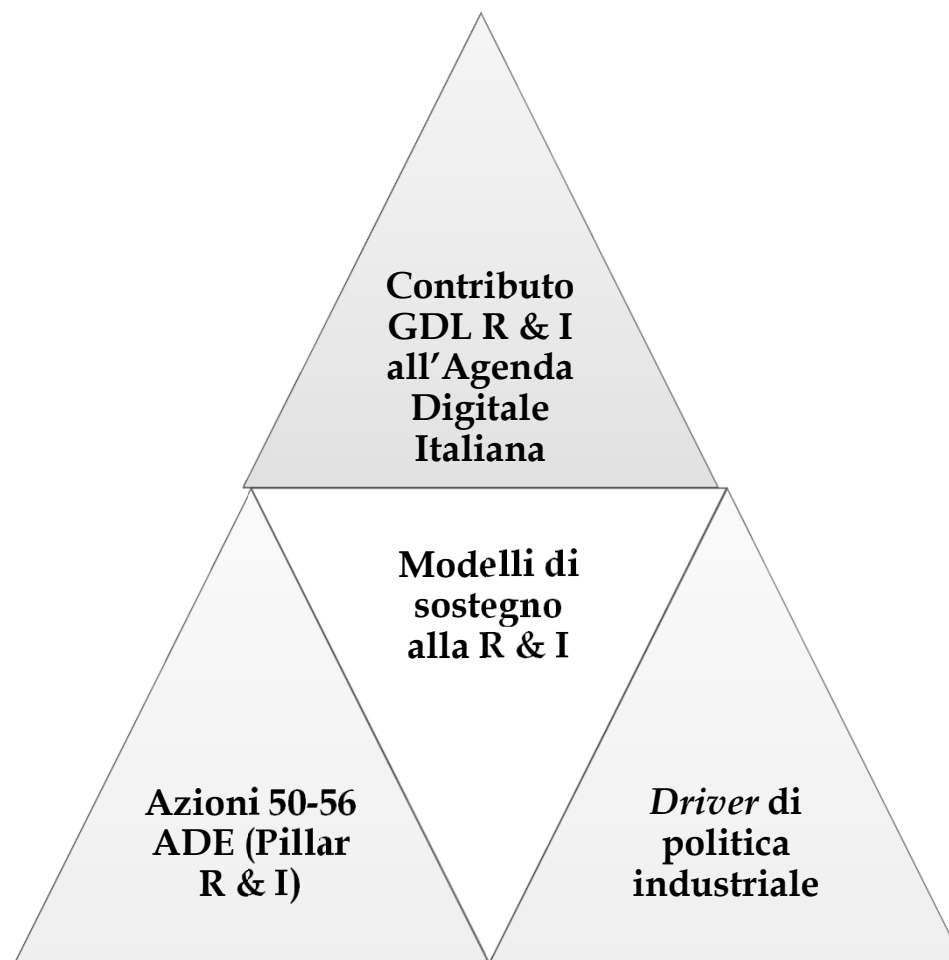 Contributo
GDL R & I
all’Agenda
Digitale
Italiana
Modelli di
sostegno
alla R & I
Azioni 50-56
ADE (Pillar
R & I)
Driver di
politica
industriale